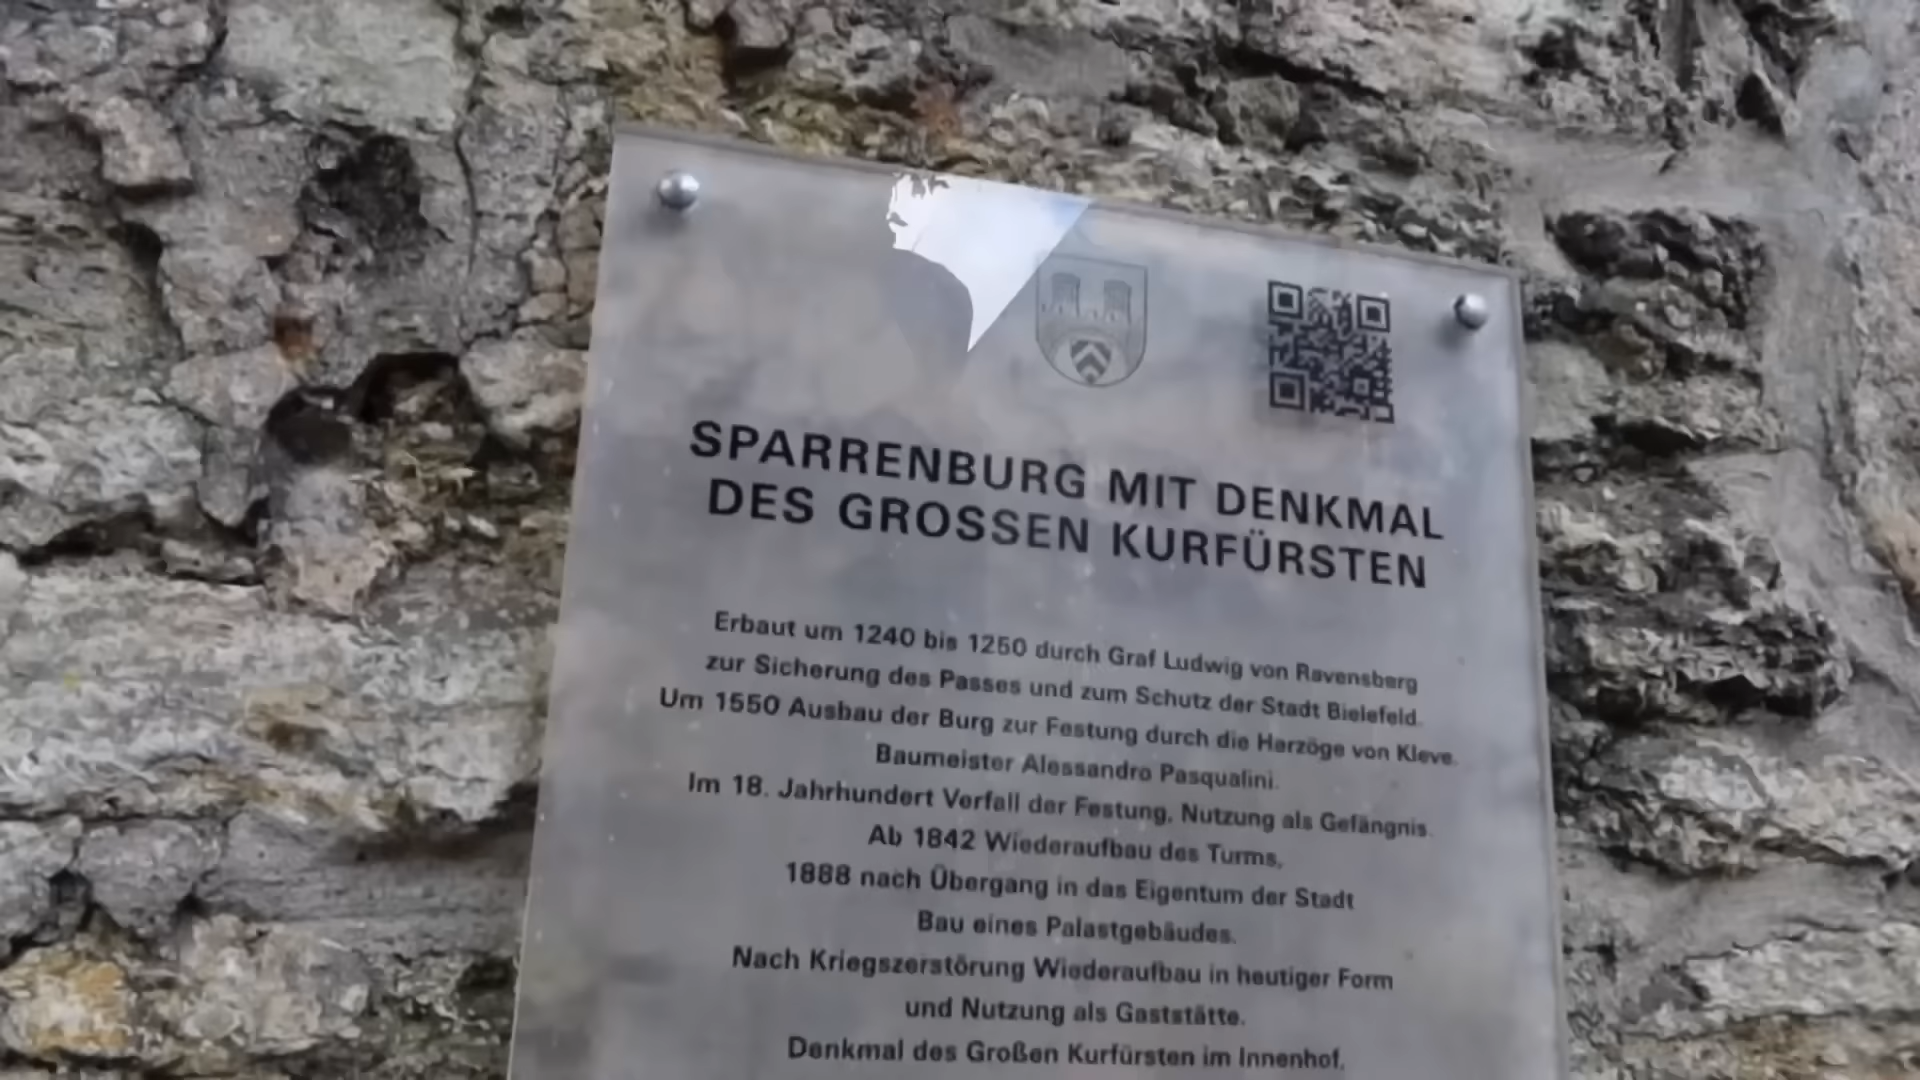 SPARRENBURG MIT DENKMAL
DES GROSSEN KURFÜRSTEN
Erbaut um 1240 bis 1250 durch Graf Ludwig von Ravensberg
zur Sicherung des Passes und zum Schutz der Stadt Bielefeld.
Um 1550 Ausbau der Burg zur Festung durch die Herzöge von Kleve.
Baumeister Alessandro Pasqualini.
Im 18. Jahrhundert Verfall der Festung, Nutzung als Gefängnis.
Ab 1842 Wiederaufbau des Turms,
1888 nach Übergang in das Eigentum der Stadt
Bau eines Palastgebäudes.
Nach Kriegszerstörung Wiederaufbau in heutiger Form
und Nutzung als Gaststätte.
Denkmal des Großen Kurfürsten im Innenhof.